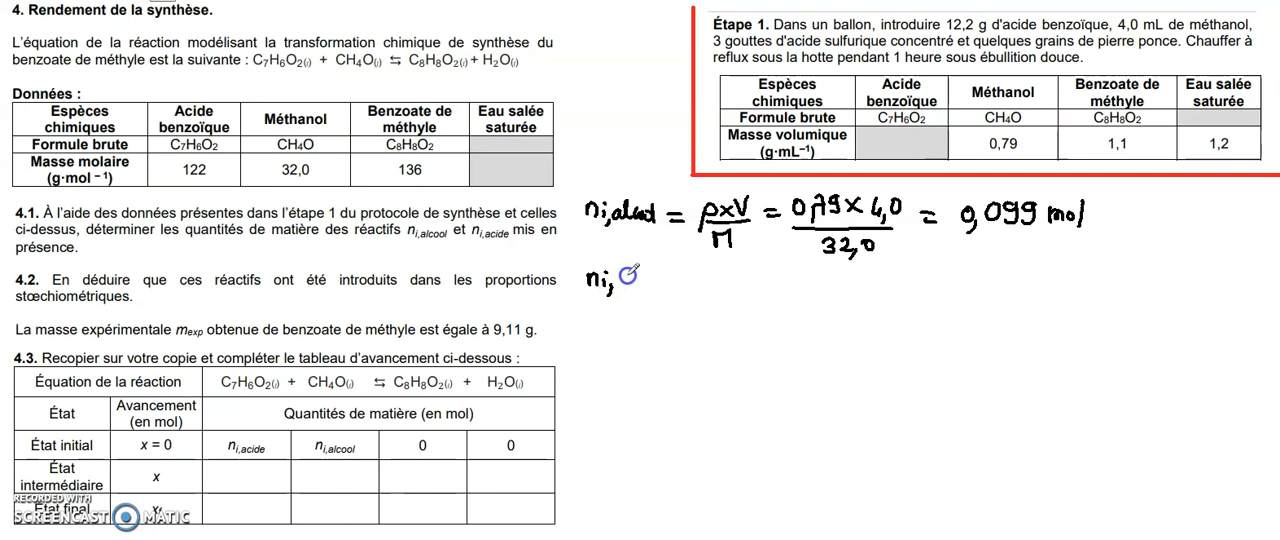 4. Rendement de la synthèse.
L'équation de la réaction modélisant la transformation chimique de synthèse du
benzoate de méthyle est la suivante : C₇H₆O₂₍ₗ₎ + CH₄O₍ₗ₎ ⇆ C₈H₈O₂₍ₗ₎ + H₂O₍ₗ₎
Données :
Espèces chimiques Acide benzoïque Méthanol Benzoate de méthyle Eau salée saturée
Formule brute C₇H₆O₂ CH₄O C₈H₈O₂
Masse molaire (g·mol⁻¹) 122 32,0 136
4.1. À l'aide des données présentes dans l'étape 1 du protocole de synthèse et celles
ci-dessus, déterminer les quantités de matière des réactifs nᵢ,alcool et nᵢ,acide mis en
présence.
4.2. En déduire que ces réactifs ont été introduits dans les proportions
stœchiométriques.
La masse expérimentale mexp obtenue de benzoate de méthyle est égale à 9,11 g.
4.3. Recopier sur votre copie et compléter le tableau d'avancement ci-dessous :
Équation de la réaction C₇H₆O₂₍ₗ₎ + CH₄O₍ₗ₎ ⇆ C₈H₈O₂₍ₗ₎ + H₂O₍ₗ₎
État Avancement (en mol) Quantités de matière (en mol)
État initial x = 0 nᵢ,acide nᵢ,alcool 0 0
État intermédiaire x
État final
RECORDED WITH
SCREENCAST MATIC
Étape 1. Dans un ballon, introduire 12,2 g d'acide benzoïque, 4,0 mL de méthanol,
3 gouttes d'acide sulfurique concentré et quelques grains de pierre ponce. Chauffer à
reflux sous la hotte pendant 1 heure sous ébullition douce.
Espèces chimiques Acide benzoïque Méthanol Benzoate de méthyle Eau salée saturée
Formule brute C₇H₆O₂ CH₄O C₈H₈O₂
Masse volumique (g·mL⁻¹) 0,79 1,1 1,2
ni,alcool = ρxV/M = 0,79 x 4,0/32,0 = 0,099 mol
ni,